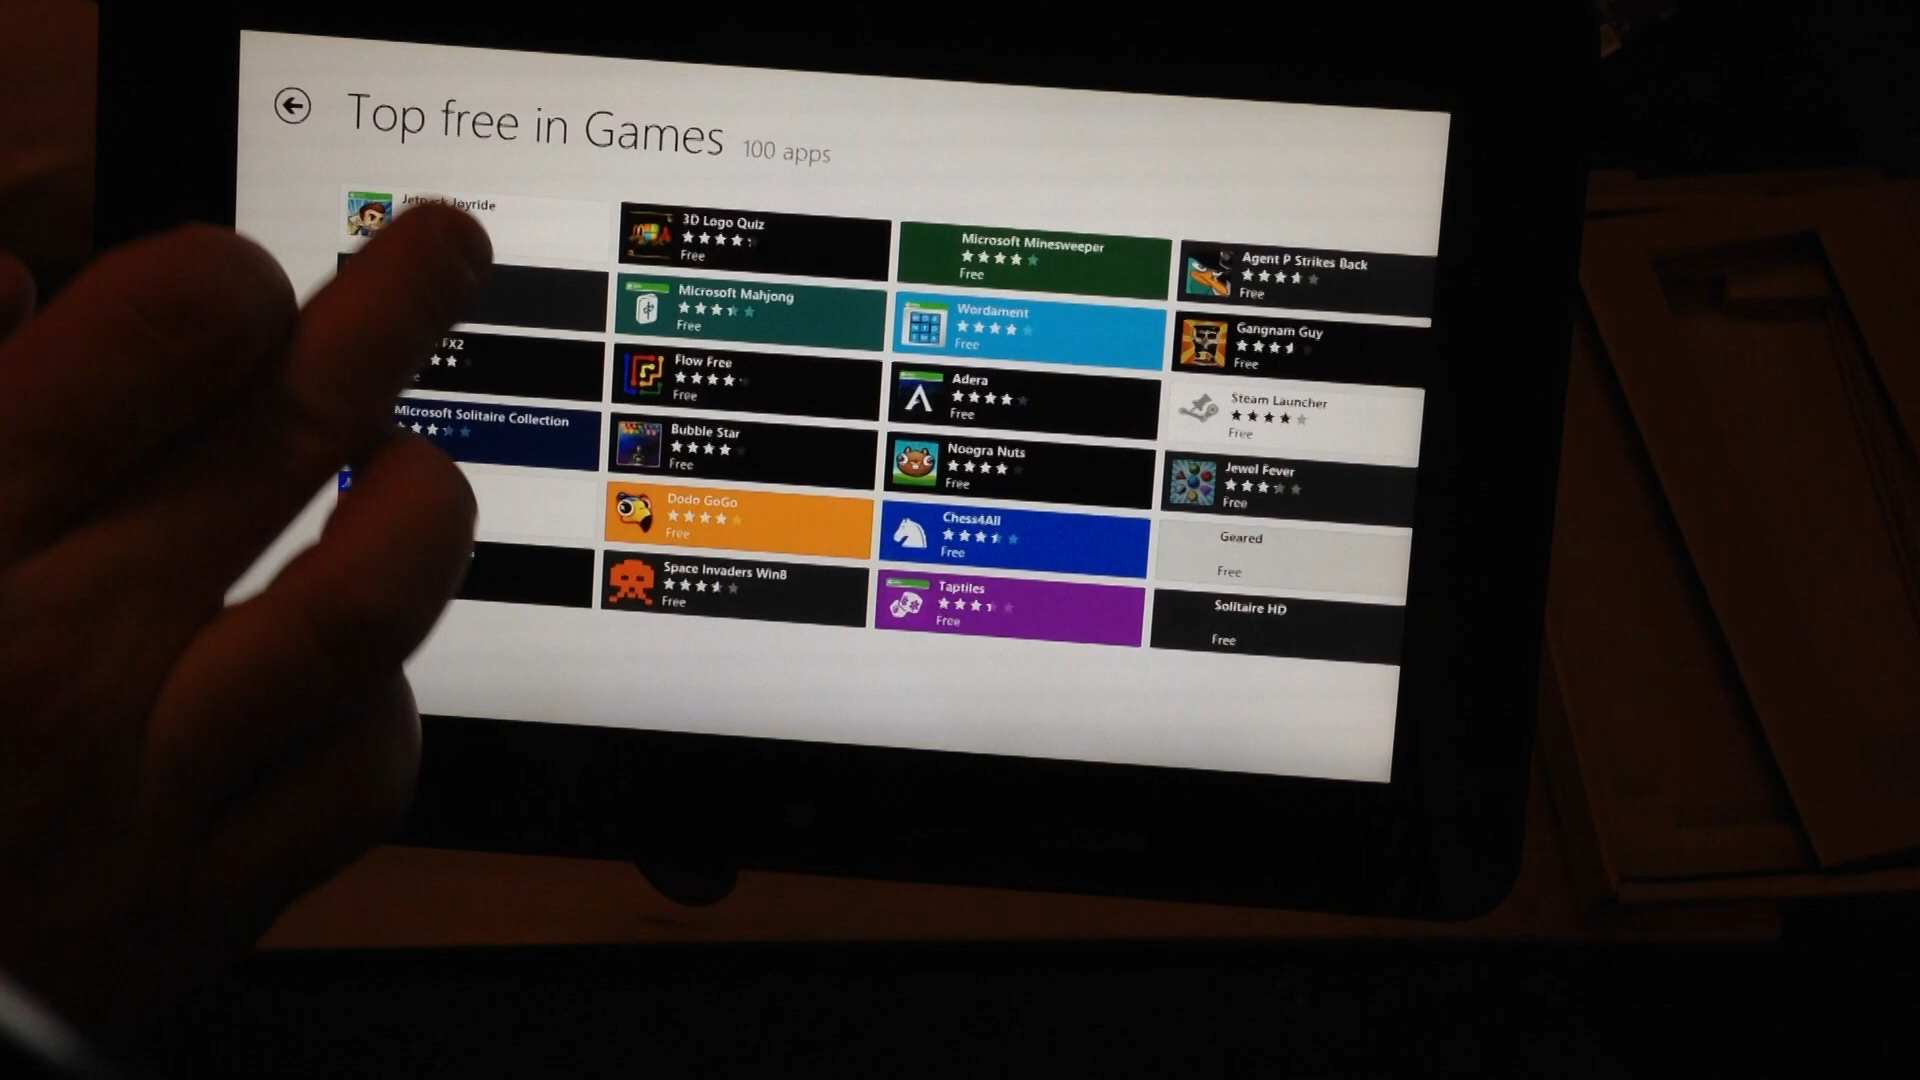 Top free in Games 100 apps
Jetpack Joyride
FX2
Microsoft Solitaire Collection
3D Logo Quiz
Free
Microsoft Mahjong
Free
Flow Free
Free
Bubble Star
Free
Dodo GoGo
Free
Space Invaders Win8
Free
Microsoft Minesweeper
Free
Wordament
Free
Adera
Free
Noogra Nuts
Free
Chess4All
Free
Taptiles
Free
Agent P Strikes Back
Free
Gangnam Guy
Free
Steam Launcher
Free
Jewel Fever
Free
Geared
Free
Solitaire HD
Free